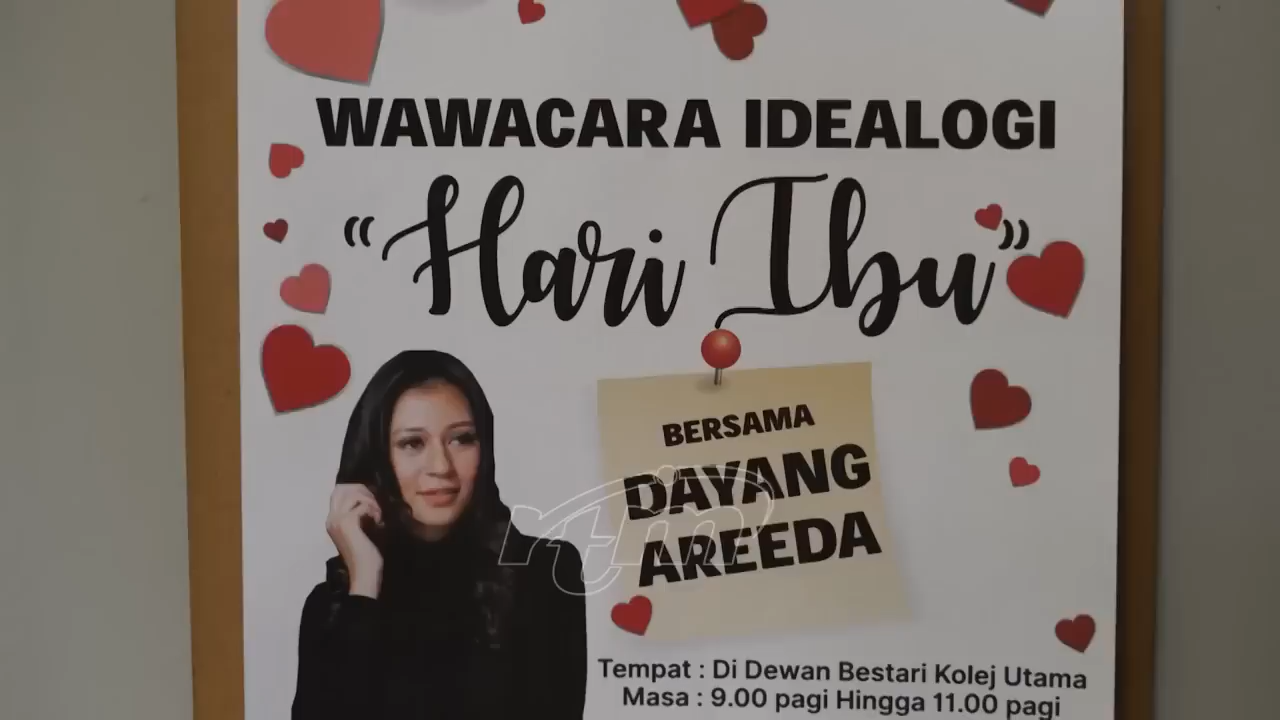 WAWACARA IDEALOGI
"Hari Ibu"
BERSAMA
DAYANG
AREEDA
rtm
Tempat : Di Dewan Bestari Kolej Utama
Masa : 9.00 pagi Hingga 11.00 pagi